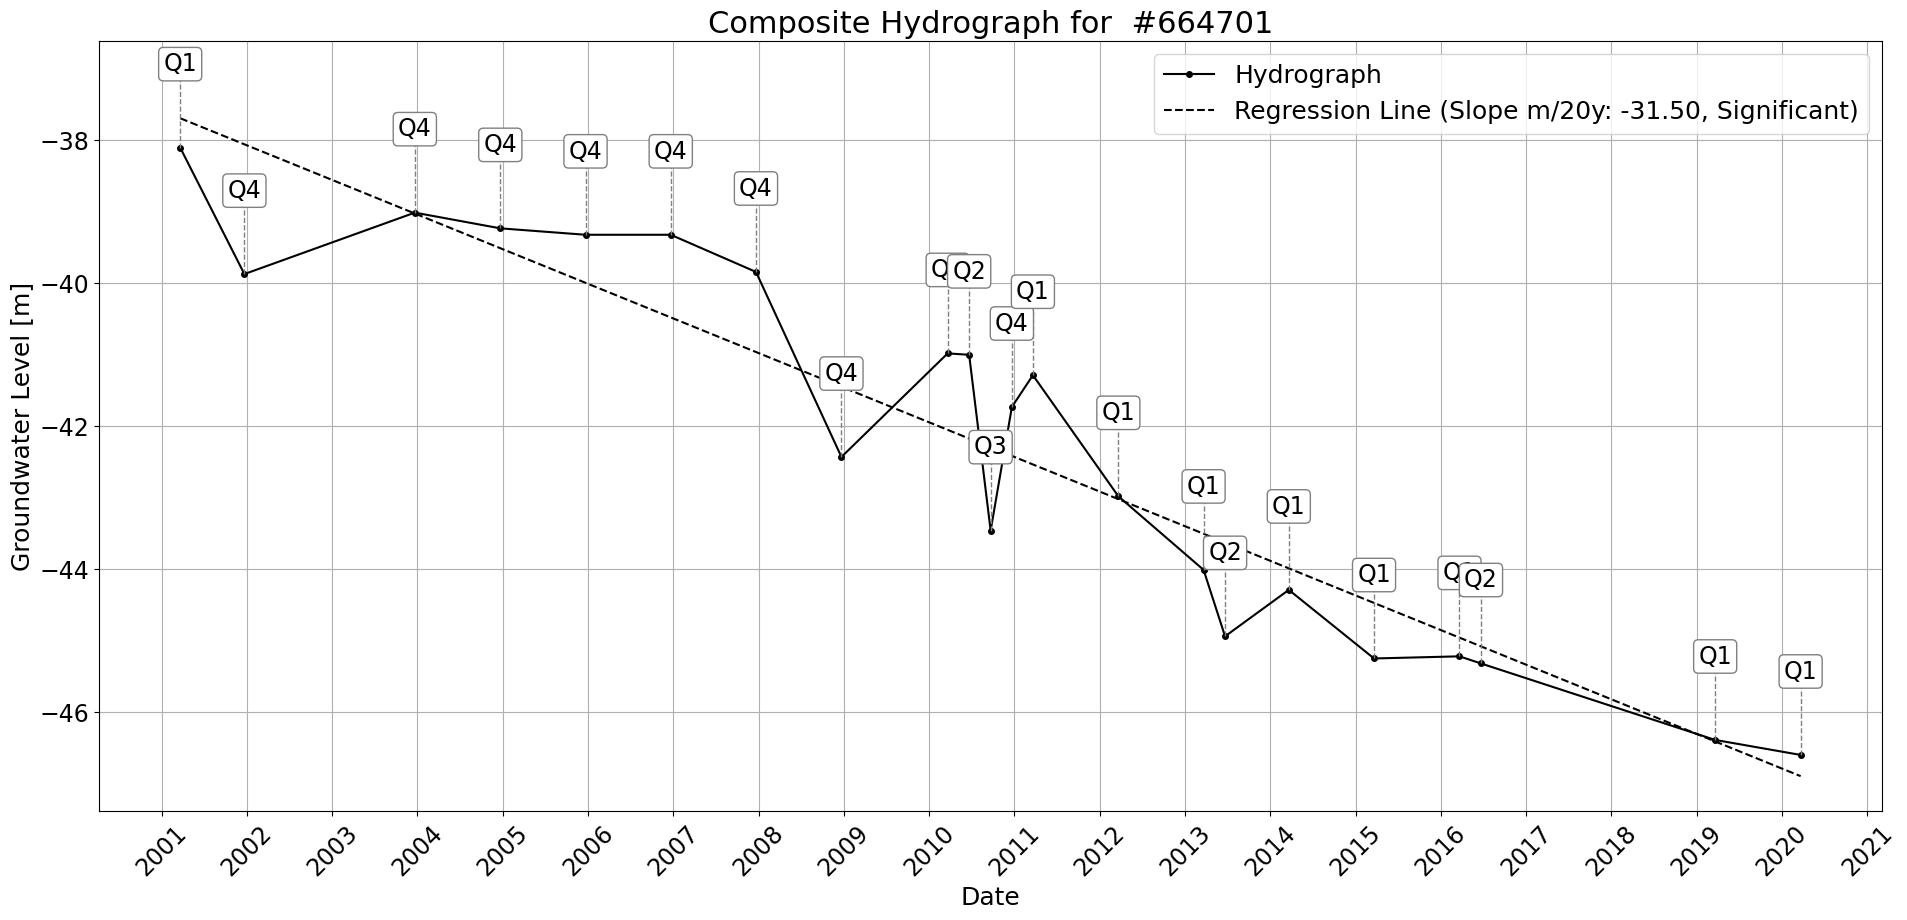 Composite Hydrograph for  #664701
Hydrograph
Regression Line (Slope m/20y: -31.50, Significant)
Groundwater Level [m]
−38
−40
−42
−44
−46
Q1
Q4
Q4
Q4
Q4
Q4
Q4
Q4
Q2
Q3
Q4
Q1
Q1
Q1
Q2
Q1
Q1
Q2
Q1
Q1
2001
2002
2003
2004
2005
2006
2007
2008
2009
2010
2011
2012
2013
2014
2015
2016
2017
2018
2019
2020
2021
Date